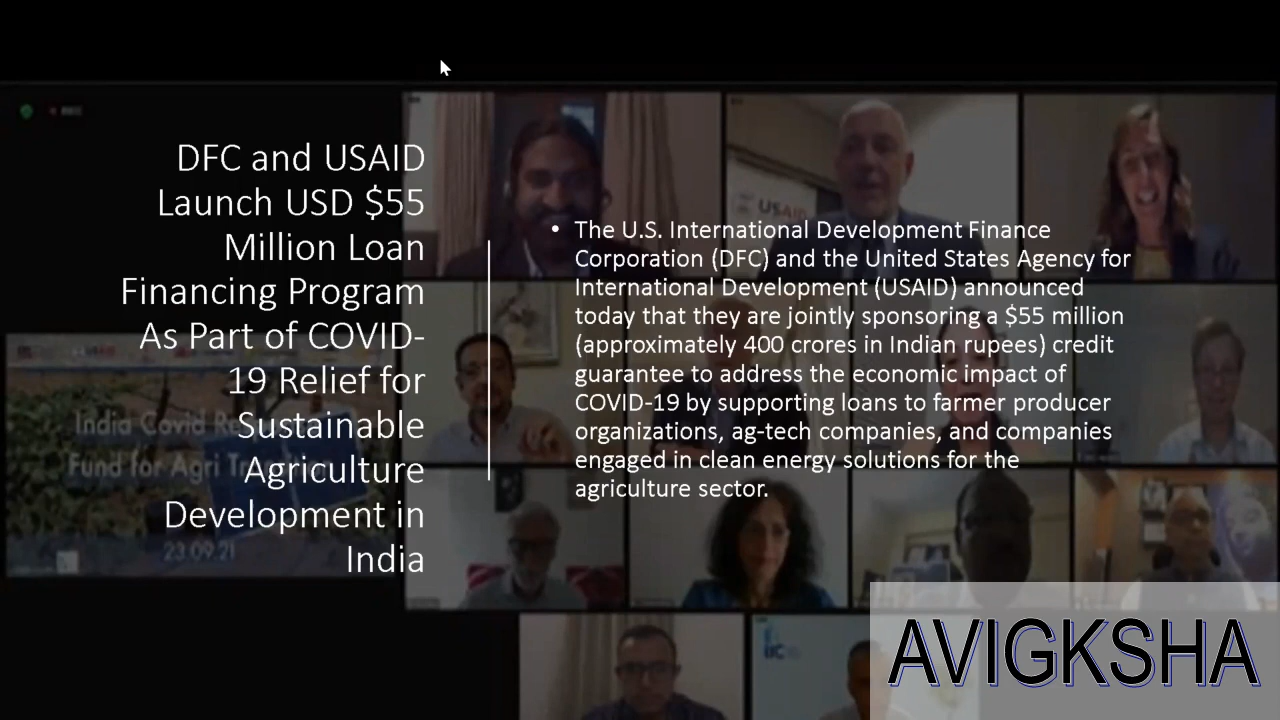 DFC and USAID
Launch USD $55
Million Loan
Financing Program
As Part of COVID-
19 Relief for
Sustainable
Agriculture
Development in
India
• The U.S. International Development Finance
Corporation (DFC) and the United States Agency for
International Development (USAID) announced
today that they are jointly sponsoring a $55 million
(approximately 400 crores in Indian rupees) credit
guarantee to address the economic impact of
COVID-19 by supporting loans to farmer producer
organizations, ag-tech companies, and companies
engaged in clean energy solutions for the
agriculture sector.
USAID
India Covid
Fund for Agri
23.09.21
AVIGKSHA